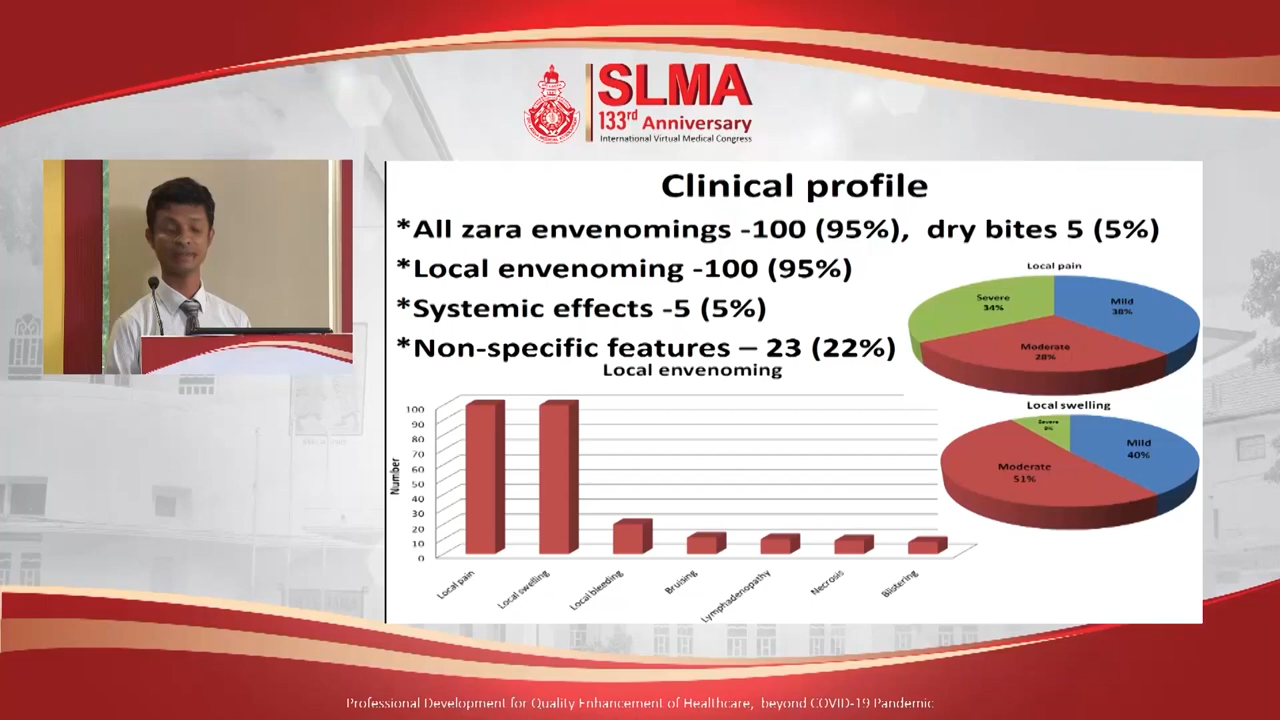 SLMA
133rd Anniversary
International Virtual Medical Congress
Clinical profile
*All zara envenomings -100 (95%), dry bites 5 (5%)
*Local envenoming -100 (95%)
*Systemic effects -5 (5%)
*Non-specific features – 23 (22%)
Local pain
Severe
34%
Mild
38%
Moderate
28%
Local swelling
Severe
Mild
40%
Moderate
51%
Local envenoming
Number
100
90
80
70
60
50
40
30
20
10
0
Local pain
Local swelling
Local bleeding
Bruising
Lymphadenopathy
Necrosis
Blistering
Professional Development for Quality Enhancement of Healthcare, beyond COVID-19 Pandemic